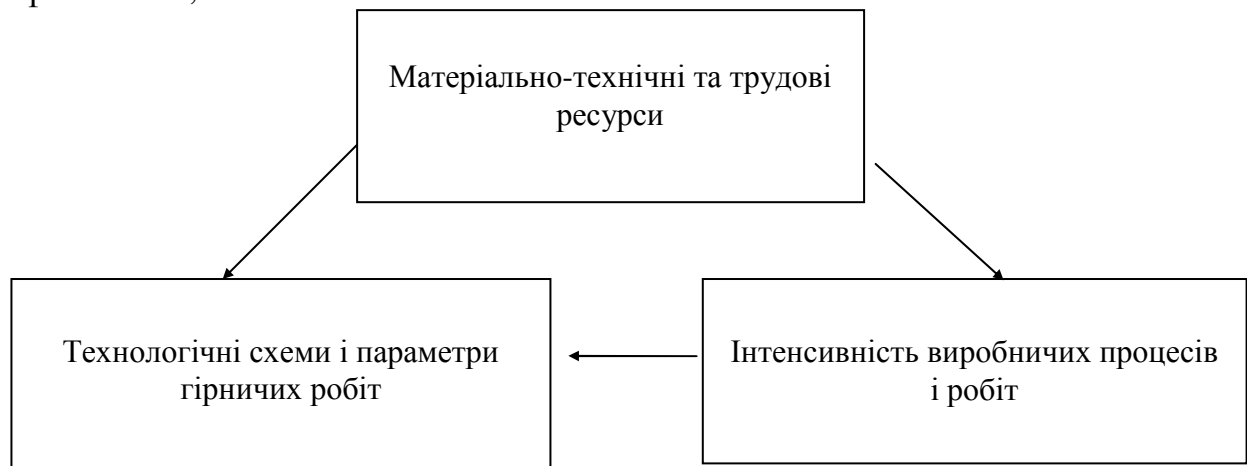 Матеріально-технічні та трудові
ресурси
Технологічні схеми і параметри
гірничих робіт
Інтенсивність виробничих процесів
і робіт